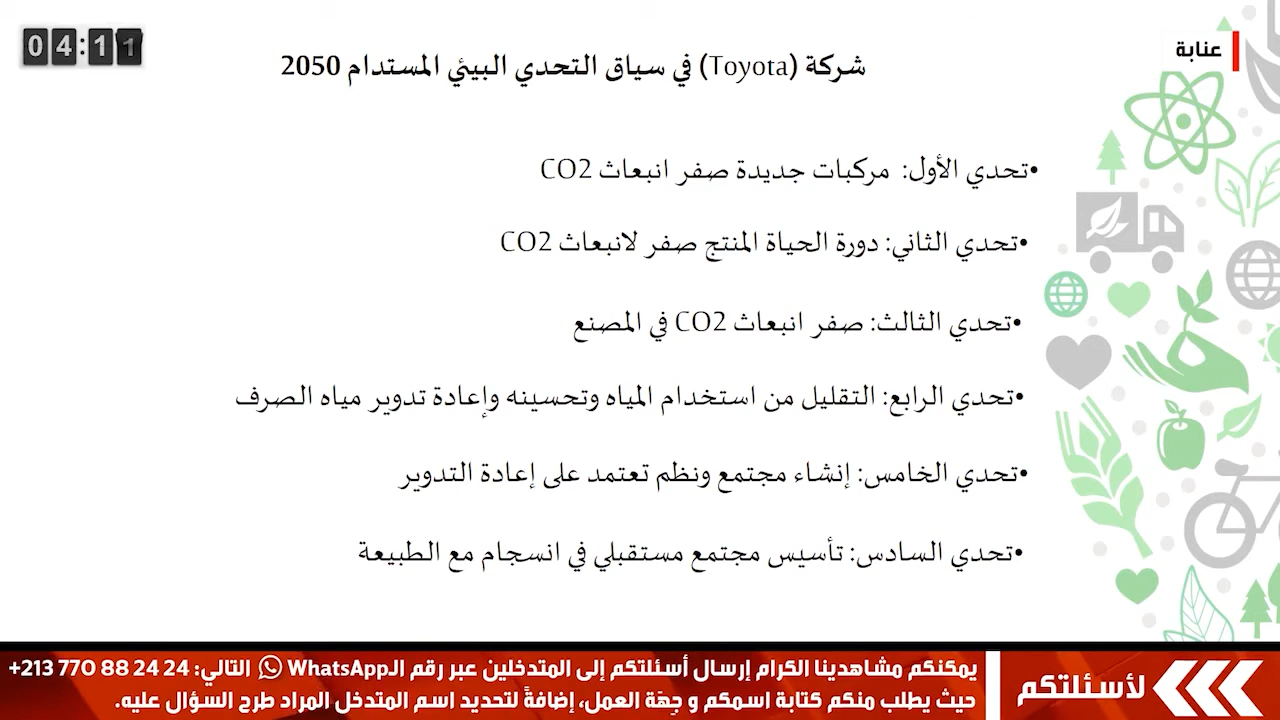 04:11
عنابة
شركة (Toyota) في سياق التحدي البيئي المستدام 2050
•تحدي الأول: مركبات جديدة صفر انبعاث CO2
•تحدي الثاني: دورة الحياة المنتج صفر لانبعاث CO2
•تحدي الثالث: صفر انبعاث CO2 في المصنع
•تحدي الرابع: التقليل من استخدام المياه وتحسينه وإعادة تدوير مياه الصرف
•تحدي الخامس: إنشاء مجتمع ونظم تعتمد على إعادة التدوير
•تحدي السادس: تأسيس مجتمع مستقبلي في انسجام مع الطبيعة
لأسئلتكم
يمكنكم مشاهدينا الكرام إرسال أسئلتكم إلى المتدخلين عبر رقم الـWhatsApp التالي: 24 24 88 770 213+
حيث يطلب منكم كتابة اسمكم و جِهَة العمل، إضافةً لتحديد اسم المتدخل المراد طرح السؤال عليه.